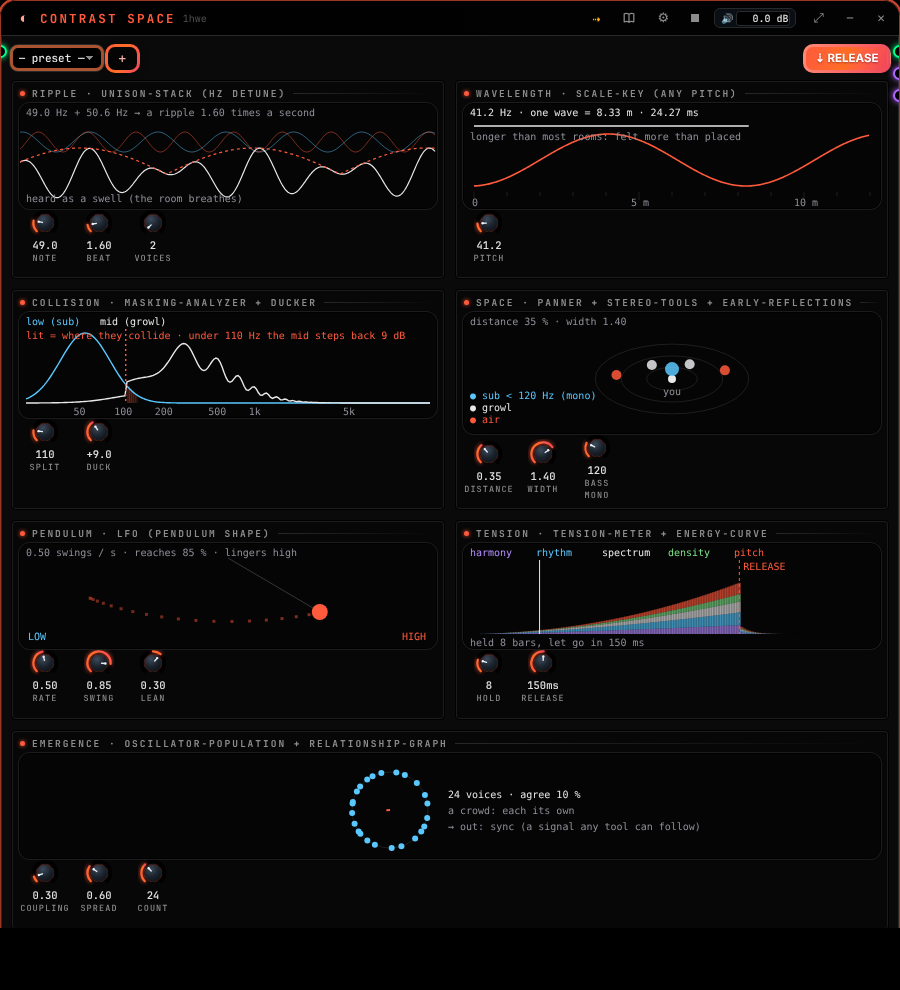 CONTRAST SPACE 1hwe
0.0 dB
— preset —
+
↓ RELEASE
RIPPLE · UNISON-STACK (HZ DETUNE)
49.0 Hz + 50.6 Hz → a ripple 1.60 times a second
heard as a swell (the room breathes)
49.0 1.60 2
NOTE BEAT VOICES
WAVELENGTH · SCALE-KEY (ANY PITCH)
41.2 Hz · one wave = 8.33 m · 24.27 ms
longer than most rooms: felt more than placed
0 5 m 10 m
41.2
PITCH
COLLISION · MASKING-ANALYZER + DUCKER
low (sub) mid (growl)
lit = where they collide · under 110 Hz the mid steps back 9 dB
50 100 200 500 1k 5k
110 +9.0
SPLIT DUCK
SPACE · PANNER + STEREO-TOOLS + EARLY-REFLECTIONS
distance 35 % · width 1.40
you
sub < 120 Hz (mono)
growl
air
0.35 1.40 120
DISTANCE WIDTH BASS MONO
PENDULUM · LFO (PENDULUM SHAPE)
0.50 swings / s · reaches 85 % · lingers high
LOW HIGH
0.50 0.85 0.30
RATE SWING LEAN
TENSION · TENSION-METER + ENERGY-CURVE
harmony rhythm spectrum density pitch
RELEASE
held 8 bars, let go in 150 ms
8 150ms
HOLD RELEASE
EMERGENCE · OSCILLATOR-POPULATION + RELATIONSHIP-GRAPH
24 voices · agree 10 %
a crowd: each its own
→ out: sync (a signal any tool can follow)
0.30 0.60 24
COUPLING SPREAD COUNT